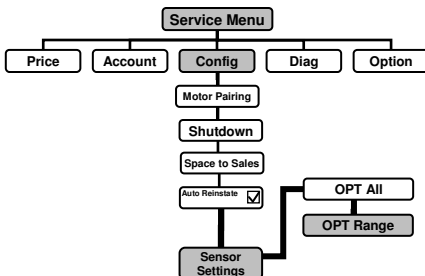 Service Menu
Price
Account
Config
Diag
Option
Motor Pairing
Shutdown
Space to Sales
Auto Reinstate
OPT All
OPT Range
Sensor
Settings